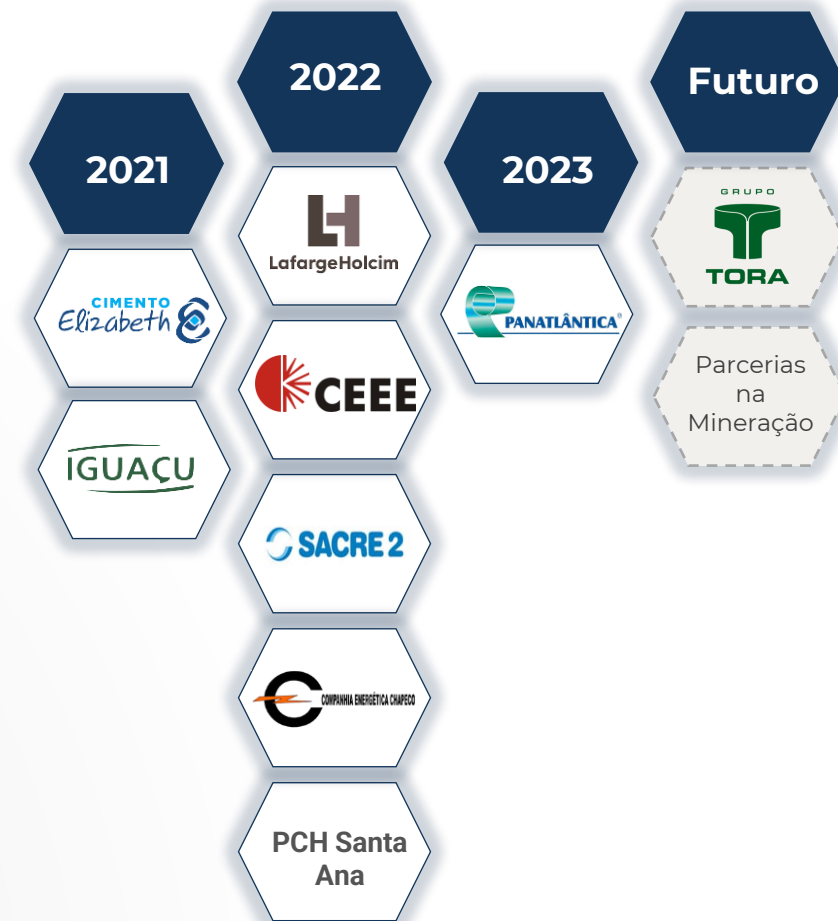 2021
CIMENTO
Elizabeth
IGUAÇU
2022
LafargeHolcim
CEEE
SACRE 2
COMPANHIA ENERGÉTICA CHAPECO
PCH Santa
Ana
2023
PANATLÂNTICA®
Futuro
GRUPO
TORA
Parcerias
na
Mineração